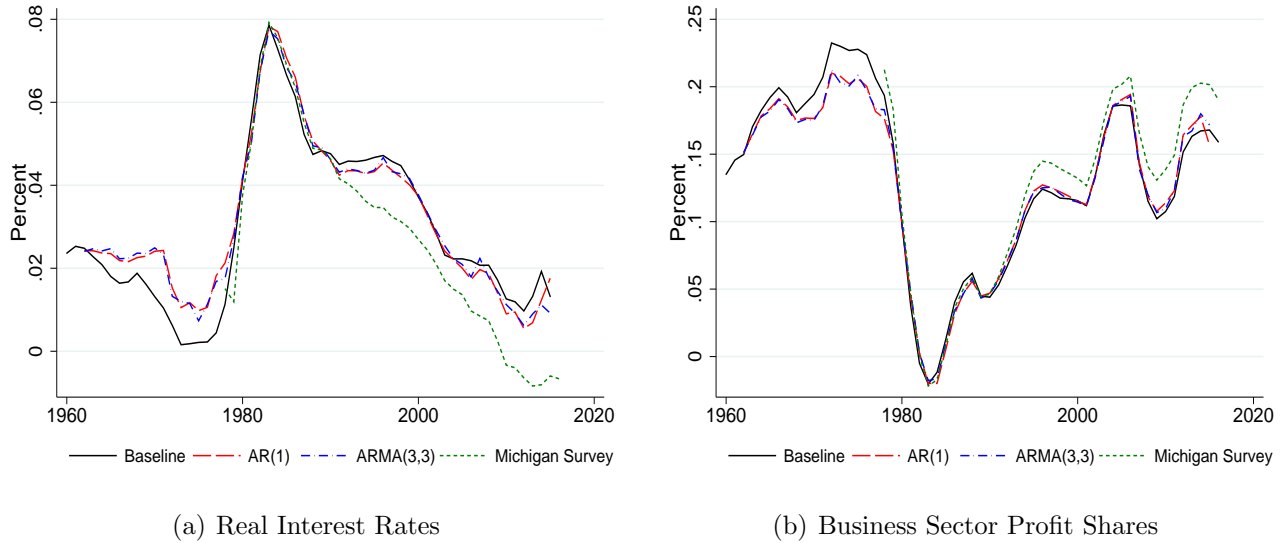 .08
.06
.04
.02
0
Percent
1960 1980 2000 2020
Baseline AR(1) ARMA(3,3) Michigan Survey
(a) Real Interest Rates
.25
.2
.15
.1
.05
0
Percent
1960 1980 2000 2020
Baseline AR(1) ARMA(3,3) Michigan Survey
(b) Business Sector Profit Shares